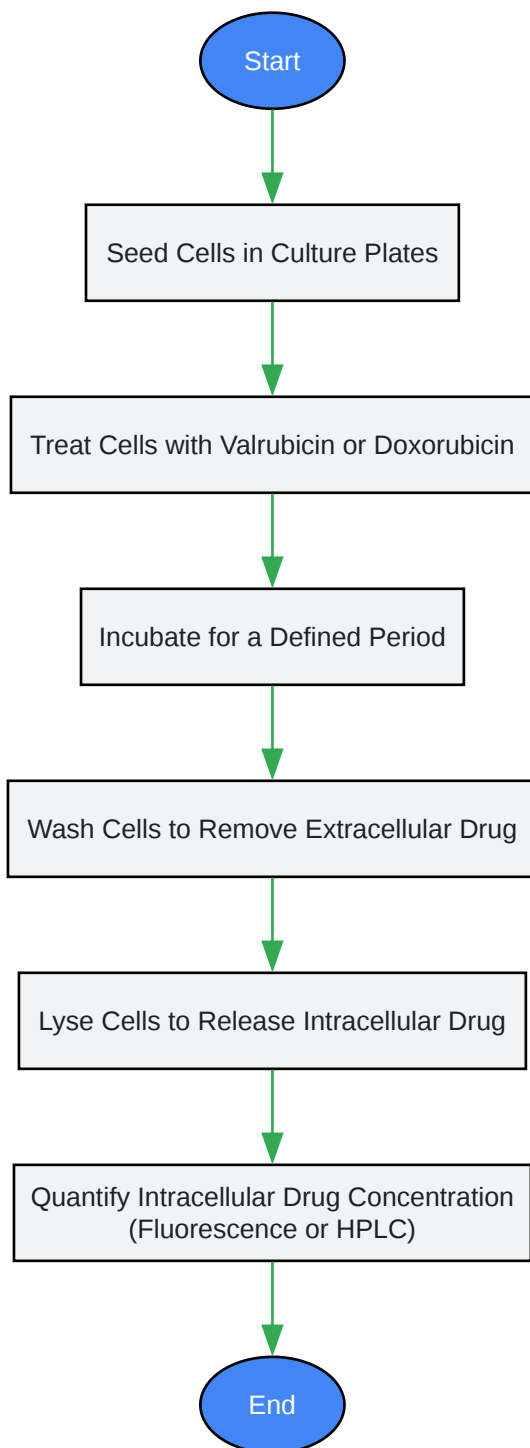 Start
Seed Cells in Culture Plates
Treat Cells with Valrubicin or Doxorubicin
Incubate for a Defined Period
Wash Cells to Remove Extracellular Drug
Lyse Cells to Release Intracellular Drug
Quantify Intracellular Drug Concentration
(Fluorescence or HPLC)
End